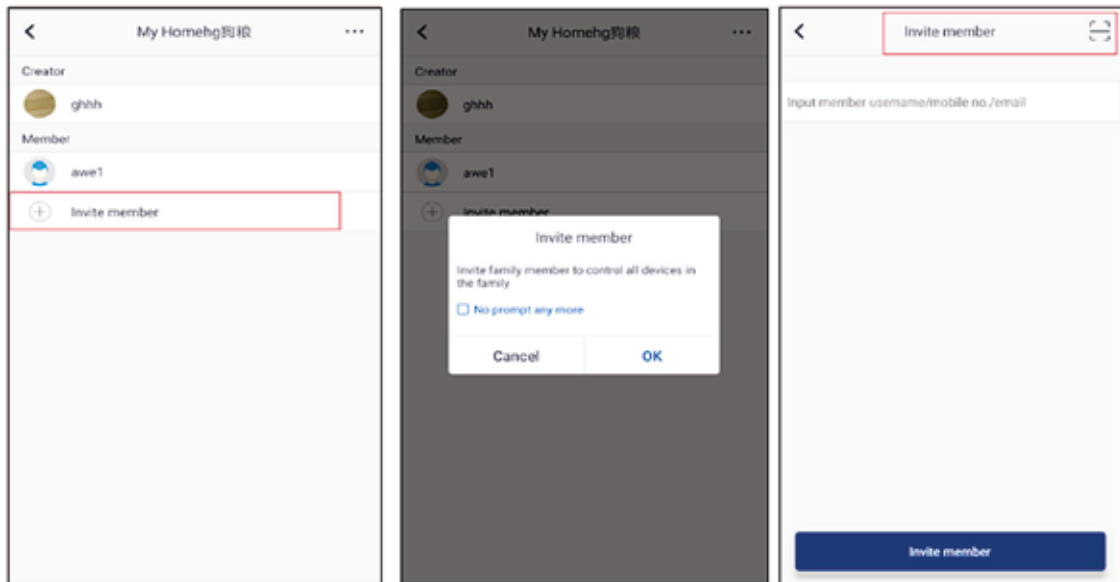 My Homehg狗粮
Creator
ghhh
Member
awe1
Invite member
My Homehg狗粮
Creator
ghhh
Member
awe1
Invite member
Invite member
Invite family member to control all devices in
the family
No prompt any more
Cancel OK
Invite member
Input member username/mobile no./email
Invite member